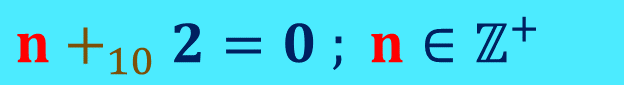 n +₁₀ 2 = 0 ; n ∈ ℤ⁺